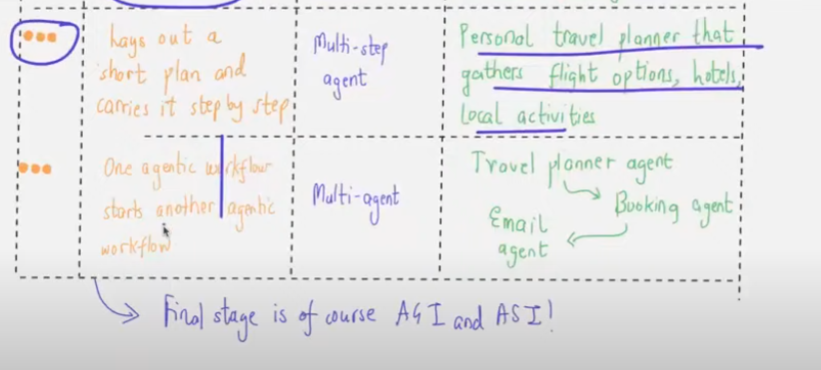 Lays out a
short plan and
carries it step by step
Multi-step
agent
Personal travel planner that
gathers flight options, hotels,
local activities
One agentic workflow
starts another agentic
workflow
Multi-agent
Travel planner agent
Booking agent
Email
agent
Final stage is of course AGI and ASI!